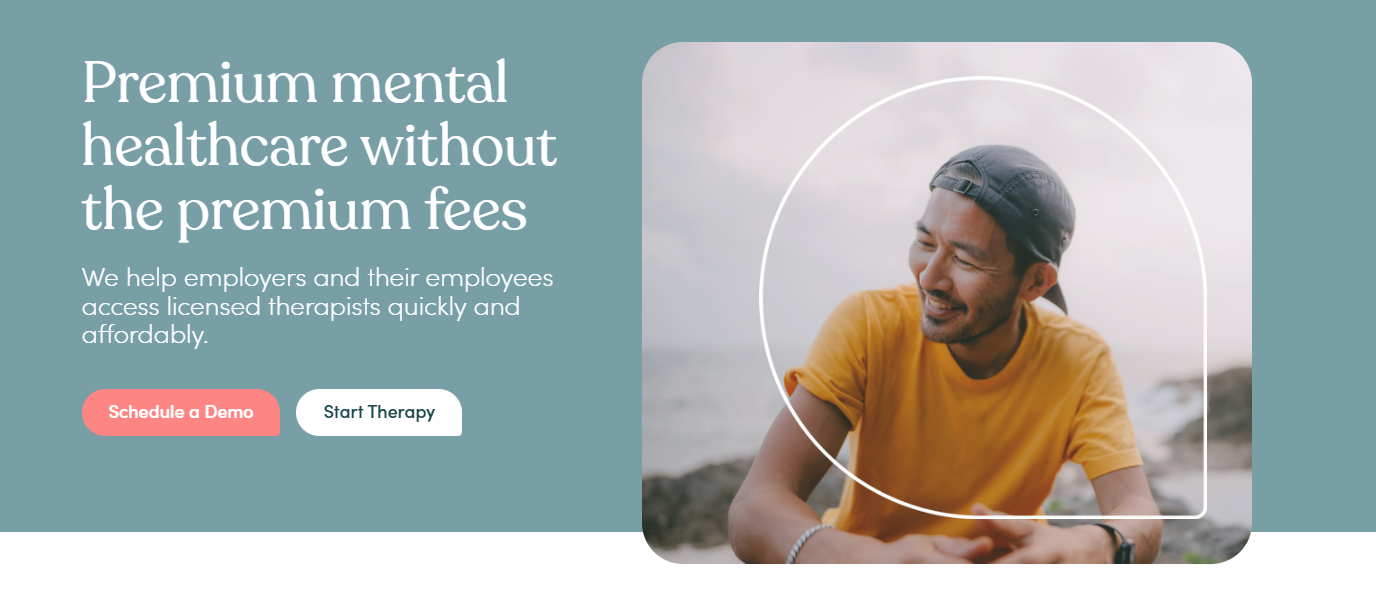 Premium mental
healthcare without
the premium fees
We help employers and their employees
access licensed therapists quickly and
affordably.
Schedule a Demo
Start Therapy